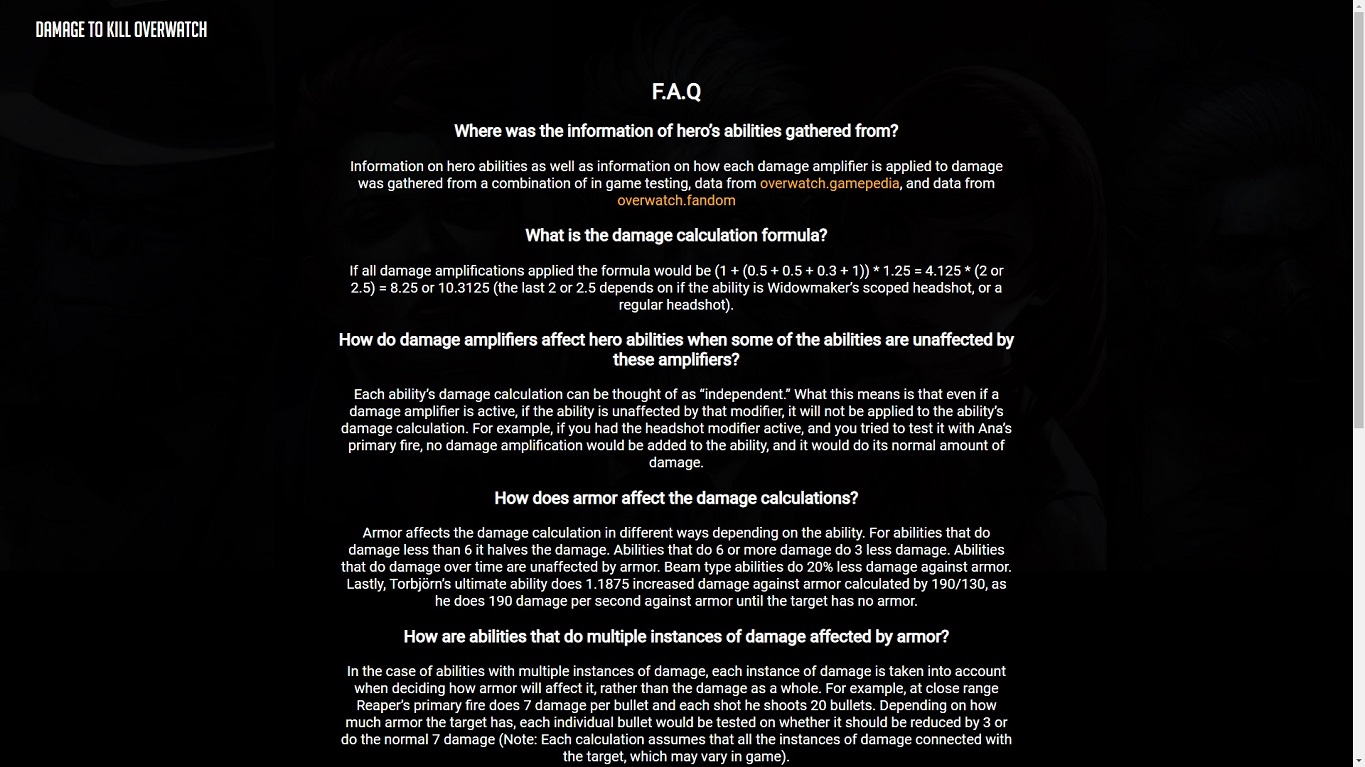 DAMAGE TO KILL OVERWATCH
F.A.Q
Where was the information of hero’s abilities gathered from?
Information on hero abilities as well as information on how each damage amplifier is applied to damage
was gathered from a combination of in game testing, data from overwatch.gamepedia, and data from
overwatch.fandom
What is the damage calculation formula?
If all damage amplifications applied the formula would be (1 + (0.5 + 0.5 + 0.3 + 1)) * 1.25 = 4.125 * (2 or
2.5) = 8.25 or 10.3125 (the last 2 or 2.5 depends on if the ability is Widowmaker’s scoped headshot, or a
regular headshot).
How do damage amplifiers affect hero abilities when some of the abilities are unaffected by
these amplifiers?
Each ability’s damage calculation can be thought of as “independent.” What this means is that even if a
damage amplifier is active, if the ability is unaffected by that modifier, it will not be applied to the ability’s
damage calculation. For example, if you had the headshot modifier active, and you tried to test it with Ana’s
primary fire, no damage amplification would be added to the ability, and it would do its normal amount of
damage.
How does armor affect the damage calculations?
Armor affects the damage calculation in different ways depending on the ability. For abilities that do
damage less than 6 it halves the damage. Abilities that do 6 or more damage do 3 less damage. Abilities
that do damage over time are unaffected by armor. Beam type abilities do 20% less damage against armor.
Lastly, Torbjörn’s ultimate ability does 1.1875 increased damage against armor calculated by 190/130, as
he does 190 damage per second against armor until the target has no armor.
How are abilities that do multiple instances of damage affected by armor?
In the case of abilities with multiple instances of damage, each instance of damage is taken into account
when deciding how armor will affect it, rather than the damage as a whole. For example, at close range
Reaper’s primary fire does 7 damage per bullet and each shot he shoots 20 bullets. Depending on how
much armor the target has, each individual bullet would be tested on whether it should be reduced by 3 or
do the normal 7 damage (Note: Each calculation assumes that all the instances of damage connected with
the target, which may vary in game).